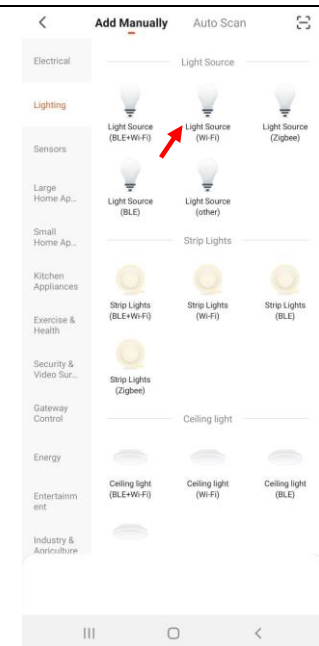 Add Manually Auto Scan
Electrical
Lighting
Sensors
Large
Home Ap...
Small
Home Ap...
Kitchen
Appliances
Exercise &
Health
Security &
Video Sur...
Gateway
Control
Energy
Entertainm
ent
Industry &
Agriculture
Light Source
Light Source
(BLE+Wi-Fi)
Light Source
(Wi-Fi)
Light Source
(Zigbee)
Light Source
(BLE)
Light Source
(other)
Strip Lights
Strip Lights
(BLE+Wi-Fi)
Strip Lights
(Wi-Fi)
Strip Lights
(BLE)
Strip Lights
(Zigbee)
Ceiling light
Ceiling light
(BLE+Wi-Fi)
Ceiling light
(Wi-Fi)
Ceiling light
(BLE)